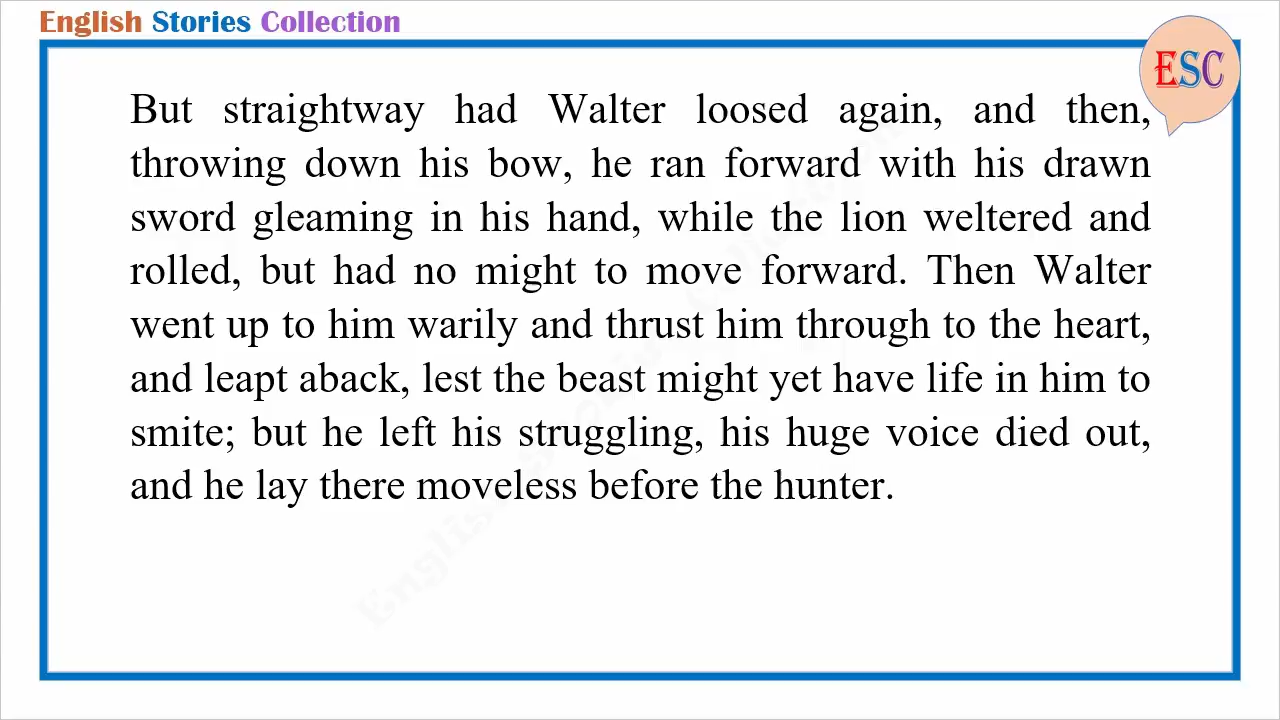 English Stories Collection
ESC
But straightway had Walter loosed again, and then,
throwing down his bow, he ran forward with his drawn
sword gleaming in his hand, while the lion weltered and
rolled, but had no might to move forward. Then Walter
went up to him warily and thrust him through to the heart,
and leapt aback, lest the beast might yet have life in him to
smite; but he left his struggling, his huge voice died out,
and he lay there moveless before the hunter.
English Stories Collection